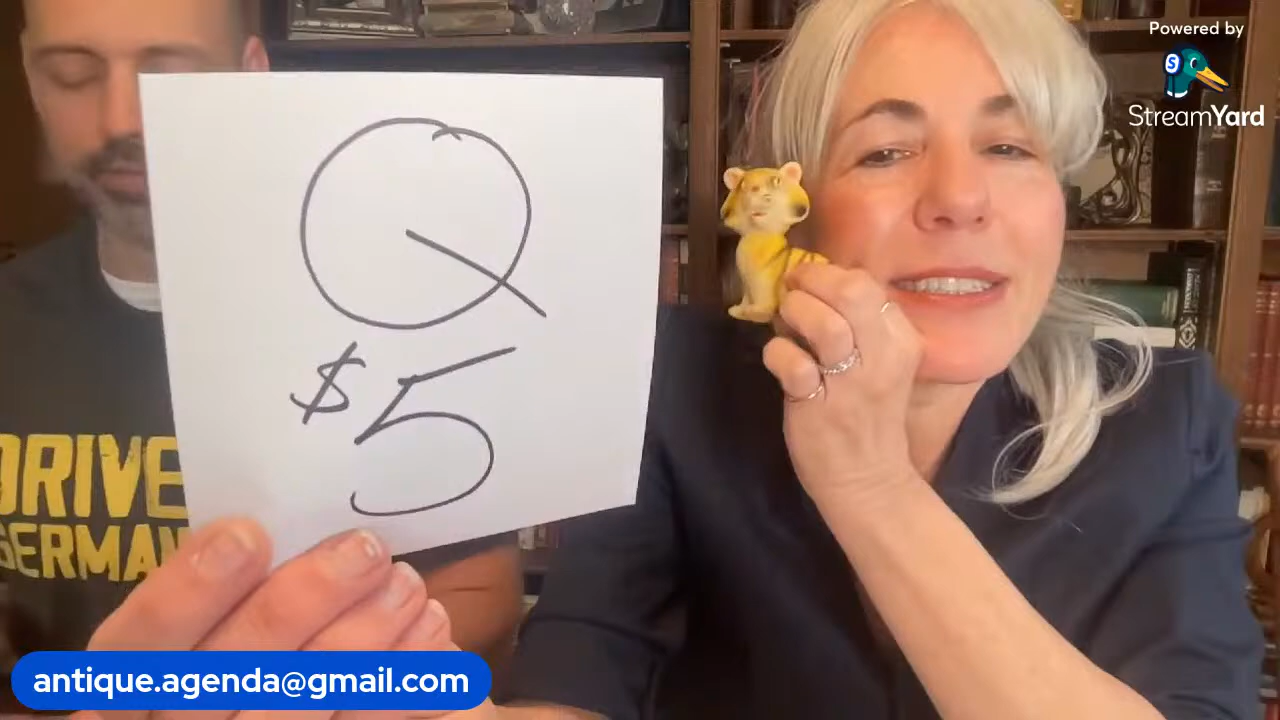 Powered by
StreamYard
Q
$5
DRIVE
GERMAN
antique.agenda@gmail.com